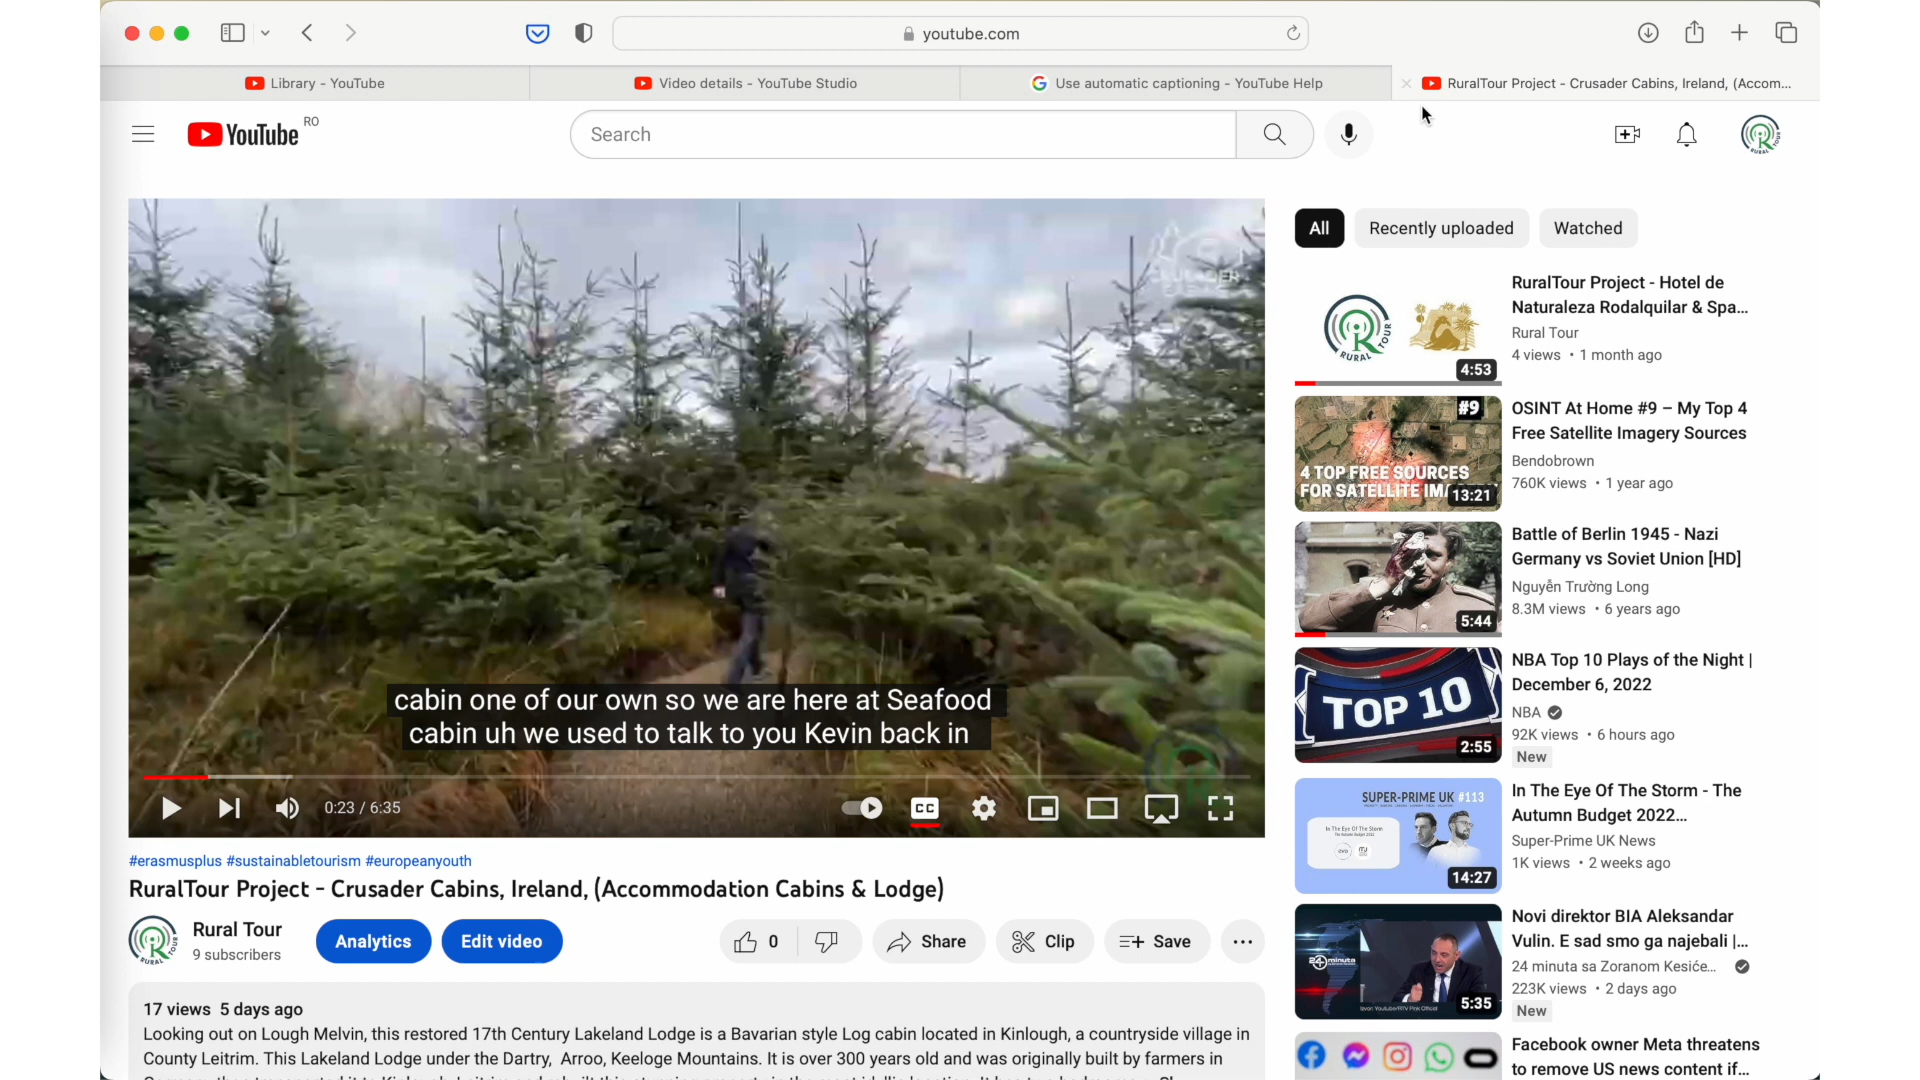 youtube.com
Library - YouTube
Video details - YouTube Studio
Use automatic captioning - YouTube Help
RuralTour Project - Crusader Cabins, Ireland, (Accom...
YouTube RO
Search
cabin one of our own so we are here at Seafood
cabin uh we used to talk to you Kevin back in
0:23 / 6:35
CC
#erasmusplus #sustainabletourism #europeanyouth
RuralTour Project - Crusader Cabins, Ireland, (Accommodation Cabins & Lodge)
Rural Tour
9 subscribers
Analytics
Edit video
0
Share
Clip
Save
17 views 5 days ago
Looking out on Lough Melvin, this restored 17th Century Lakeland Lodge is a Bavarian style Log cabin located in Kinlough, a countryside village in
County Leitrim. This Lakeland Lodge under the Dartry, Arroo, Keeloge Mountains. It is over 300 years old and was originally built by farmers in
All
Recently uploaded
Watched
RURAL TOUR
4:53
RuralTour Project - Hotel de
Naturaleza Rodalquilar & Spa...
Rural Tour
4 views • 1 month ago
#9
4 TOP FREE SOURCES
FOR SATELLITE
13:21
OSINT At Home #9 – My Top 4
Free Satellite Imagery Sources
Bendobrown
760K views • 1 year ago
5:44
Battle of Berlin 1945 - Nazi
Germany vs Soviet Union [HD]
Nguyễn Trường Long
8.3M views • 6 years ago
TOP 10
2:55
NBA Top 10 Plays of the Night |
December 6, 2022
NBA
92K views • 6 hours ago
New
SUPER-PRIME UK #113
In The Eye Of The Storm
14:27
In The Eye Of The Storm - The
Autumn Budget 2022...
Super-Prime UK News
1K views • 2 weeks ago
24 minuta
5:35
Novi direktor BIA Aleksandar
Vulin. E sad smo ga najebali |...
24 minuta sa Zoranom Kesiće...
223K views • 2 days ago
New
Facebook owner Meta threatens
to remove US news content if...